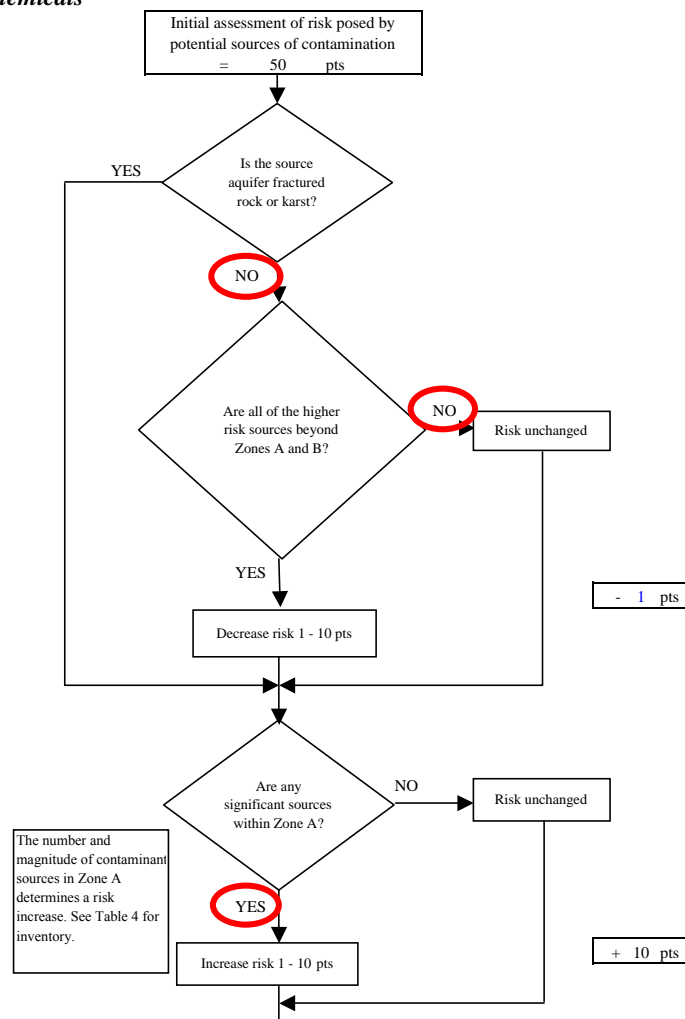 Initial assessment of risk posed by
potential sources of contamination
= 50 pts
YES
Is the source
aquifer fractured
rock or karst?
NO
Are all of the higher
risk sources beyond
Zones A and B?
NO
Risk unchanged
YES
- 1 pts
Decrease risk 1 - 10 pts
Are any
significant sources
within Zone A?
NO
Risk unchanged
The number and
magnitude of contaminant
sources in Zone A
determines a risk
increase. See Table 4 for
inventory.
YES
+ 10 pts
Increase risk 1 - 10 pts